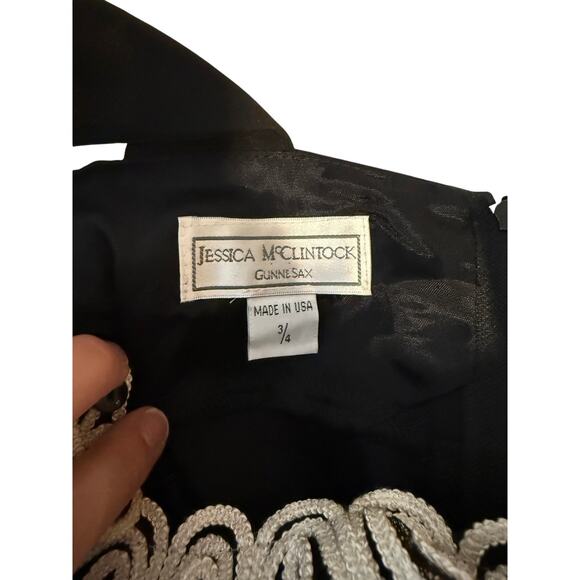 JESSICA McCLINTOCK
GUNNE SAX
MADE IN USA
3/4